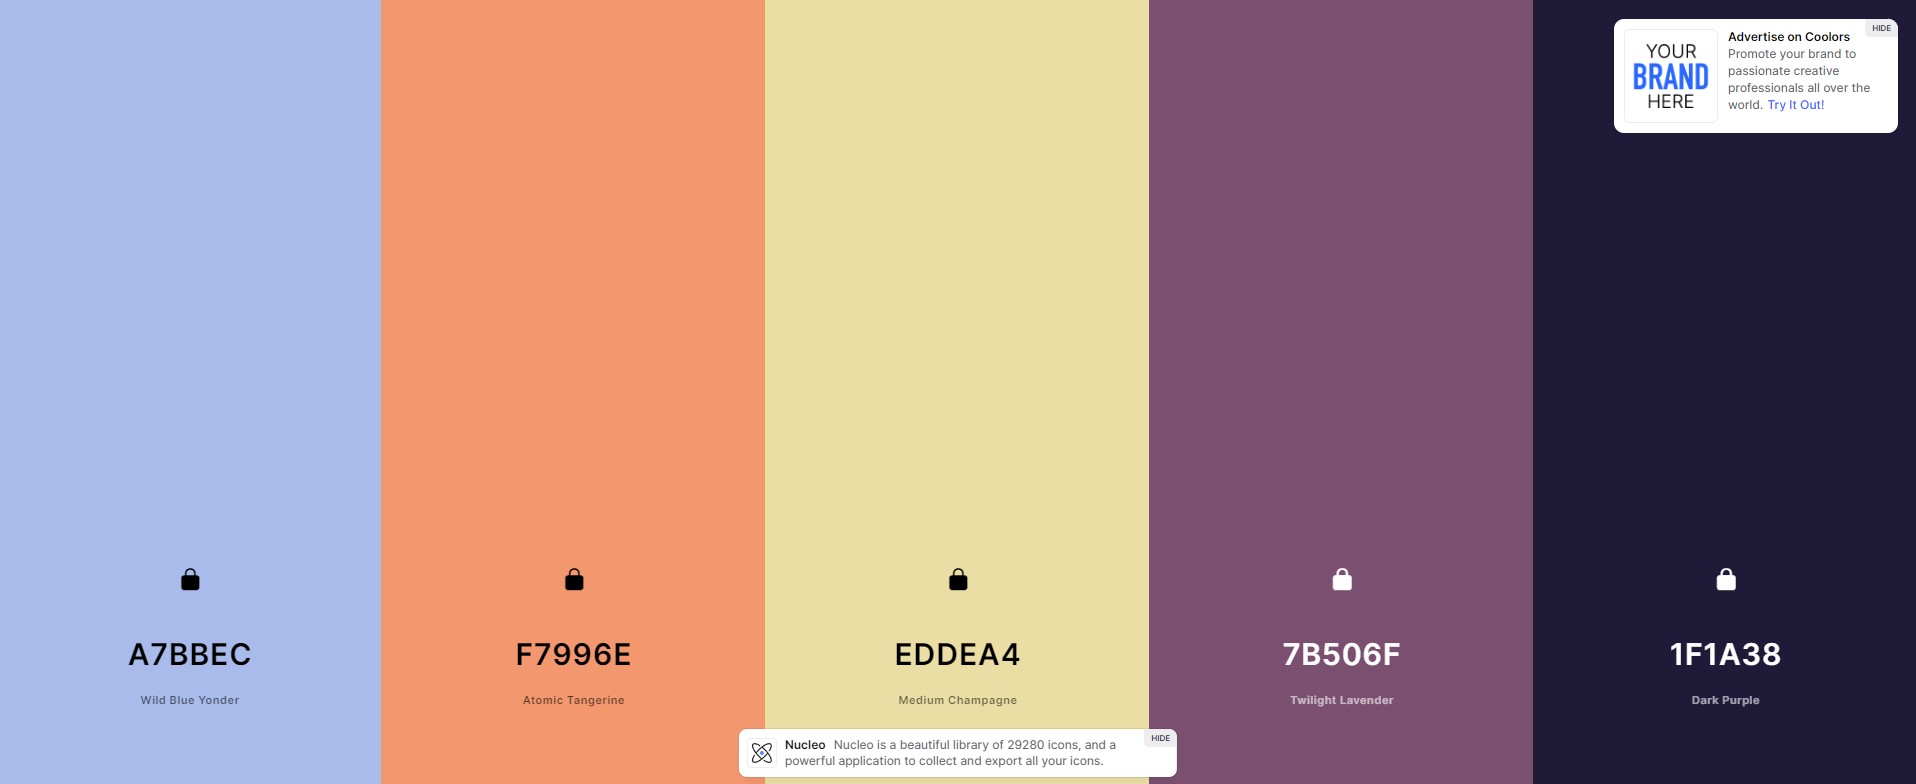 HIDE
YOUR
BRAND
HERE
Advertise on Coolors
Promote your brand to
passionate creative
professionals all over the
world. Try It Out!
A7BBEC
Wild Blue Yonder
F7996E
Atomic Tangerine
EDDEA4
Medium Champagne
7B506F
Twilight Lavender
1F1A38
Dark Purple
HIDE
Nucleo Nucleo is a beautiful library of 29280 icons, and a
powerful application to collect and export all your icons.